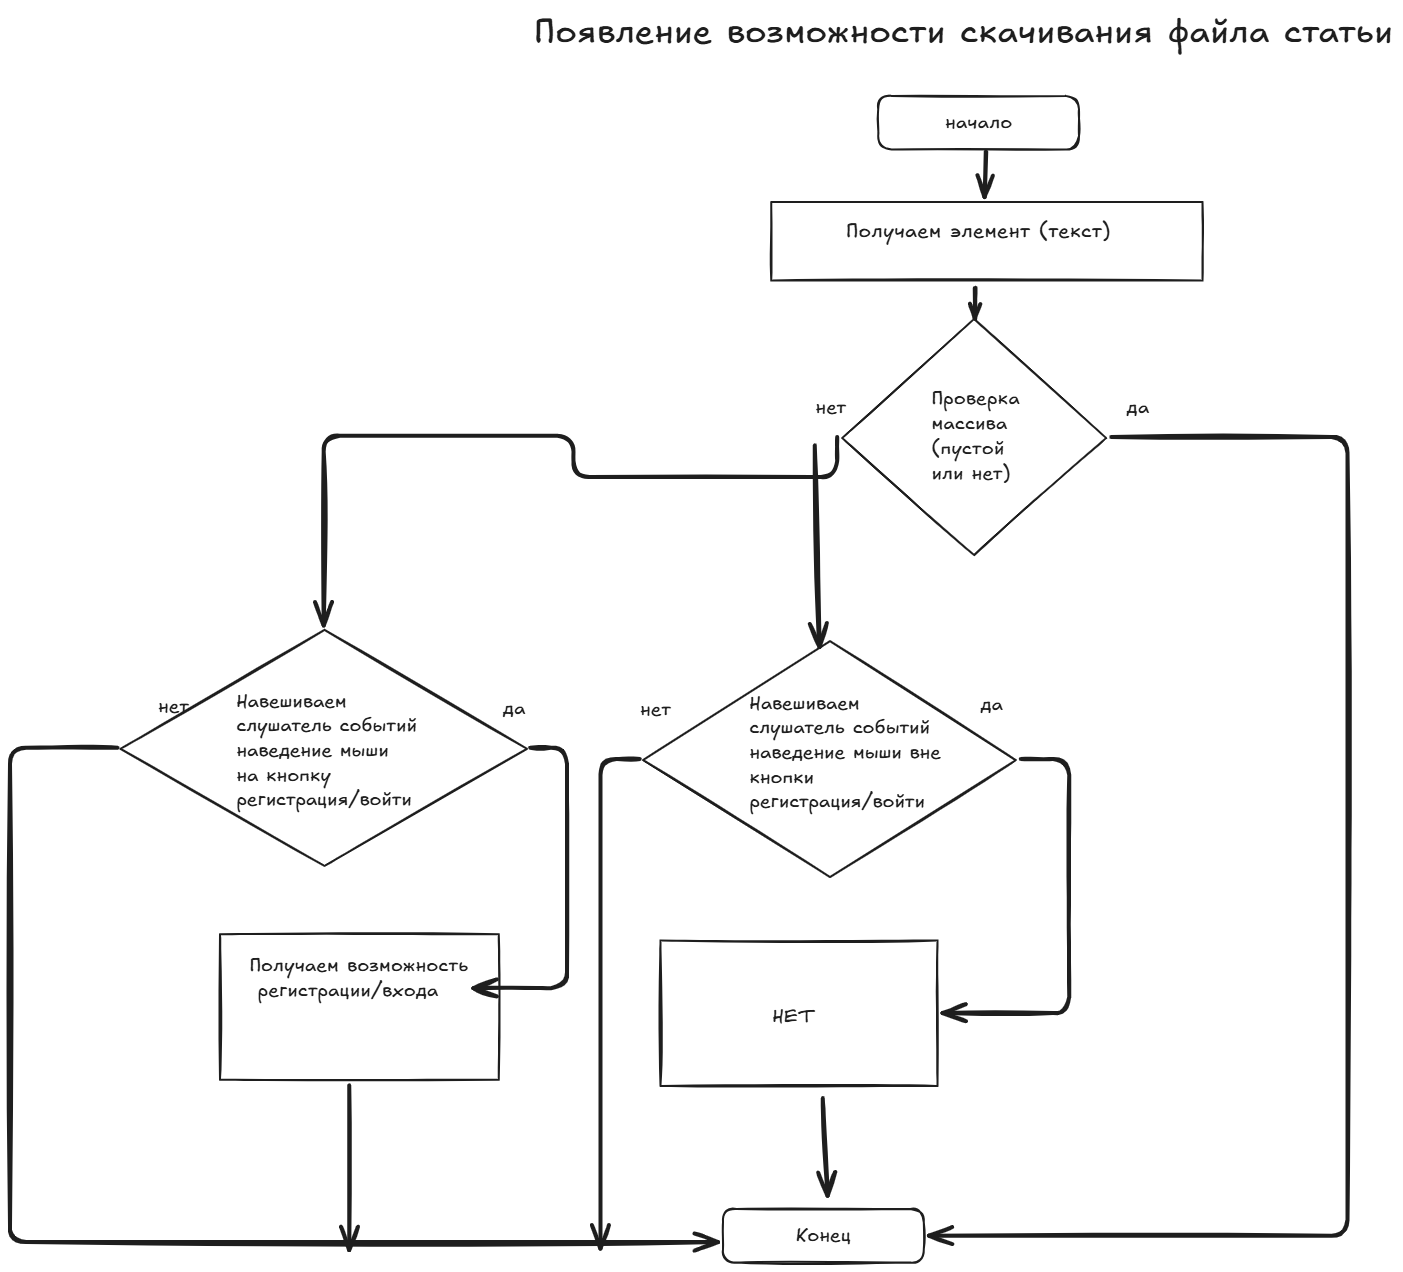 Появление возможности скачивания файла статьи
начало
Получаем элемент (текст)
нет
да
Проверка
массива
(пустой
или нет)
нет
Навешиваем
слушатель событий
наведение мыши
на кнопку
регистрация/войти
да
нет
Навешиваем
слушатель событий
наведение мыши вне
кнопки
регистрация/войти
да
Получаем возможность
регистрации/входа
НЕТ
Конец